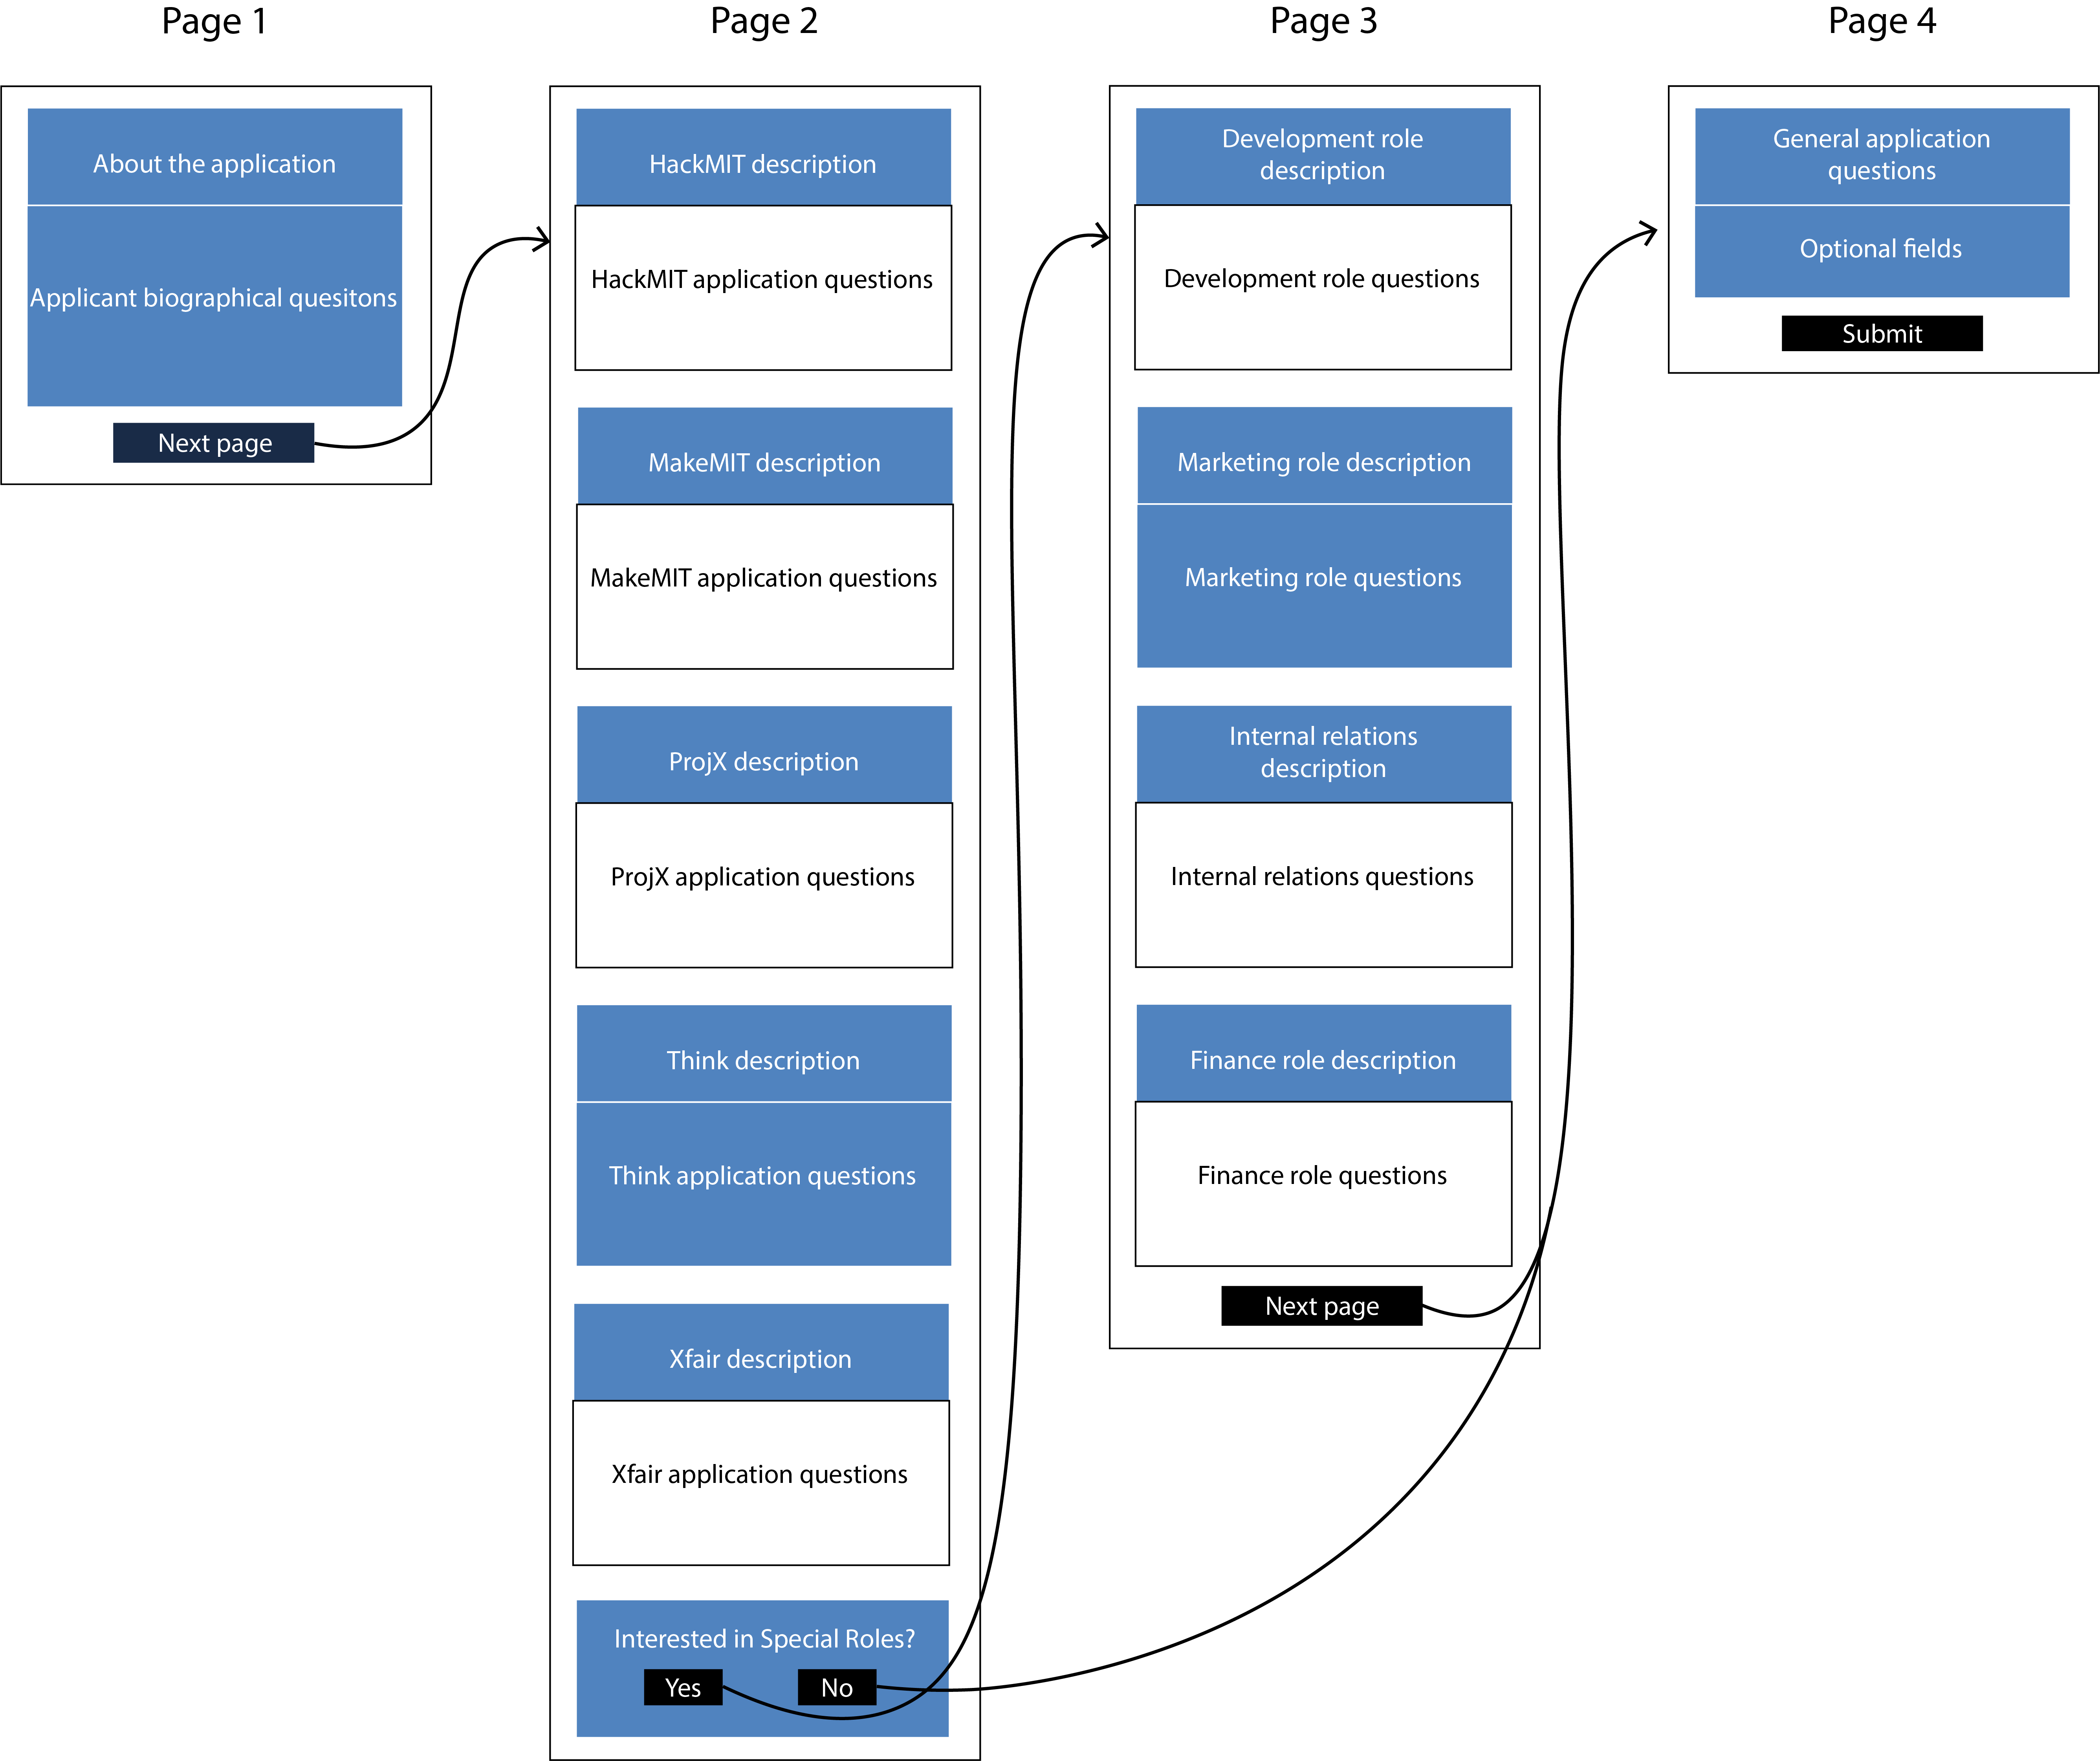 Page 1
About the application
Applicant biographical quesitons
Next page
Page 2
HackMIT description
HackMIT application questions
MakeMIT description
MakeMIT application questions
ProjX description
ProjX application questions
Think description
Think application questions
Xfair description
Xfair application questions
Interested in Special Roles?
Yes
No
Page 3
Development role
description
Development role questions
Marketing role description
Marketing role questions
Internal relations
description
Internal relations questions
Finance role description
Finance role questions
Next page
Page 4
General application
questions
Optional fields
Submit